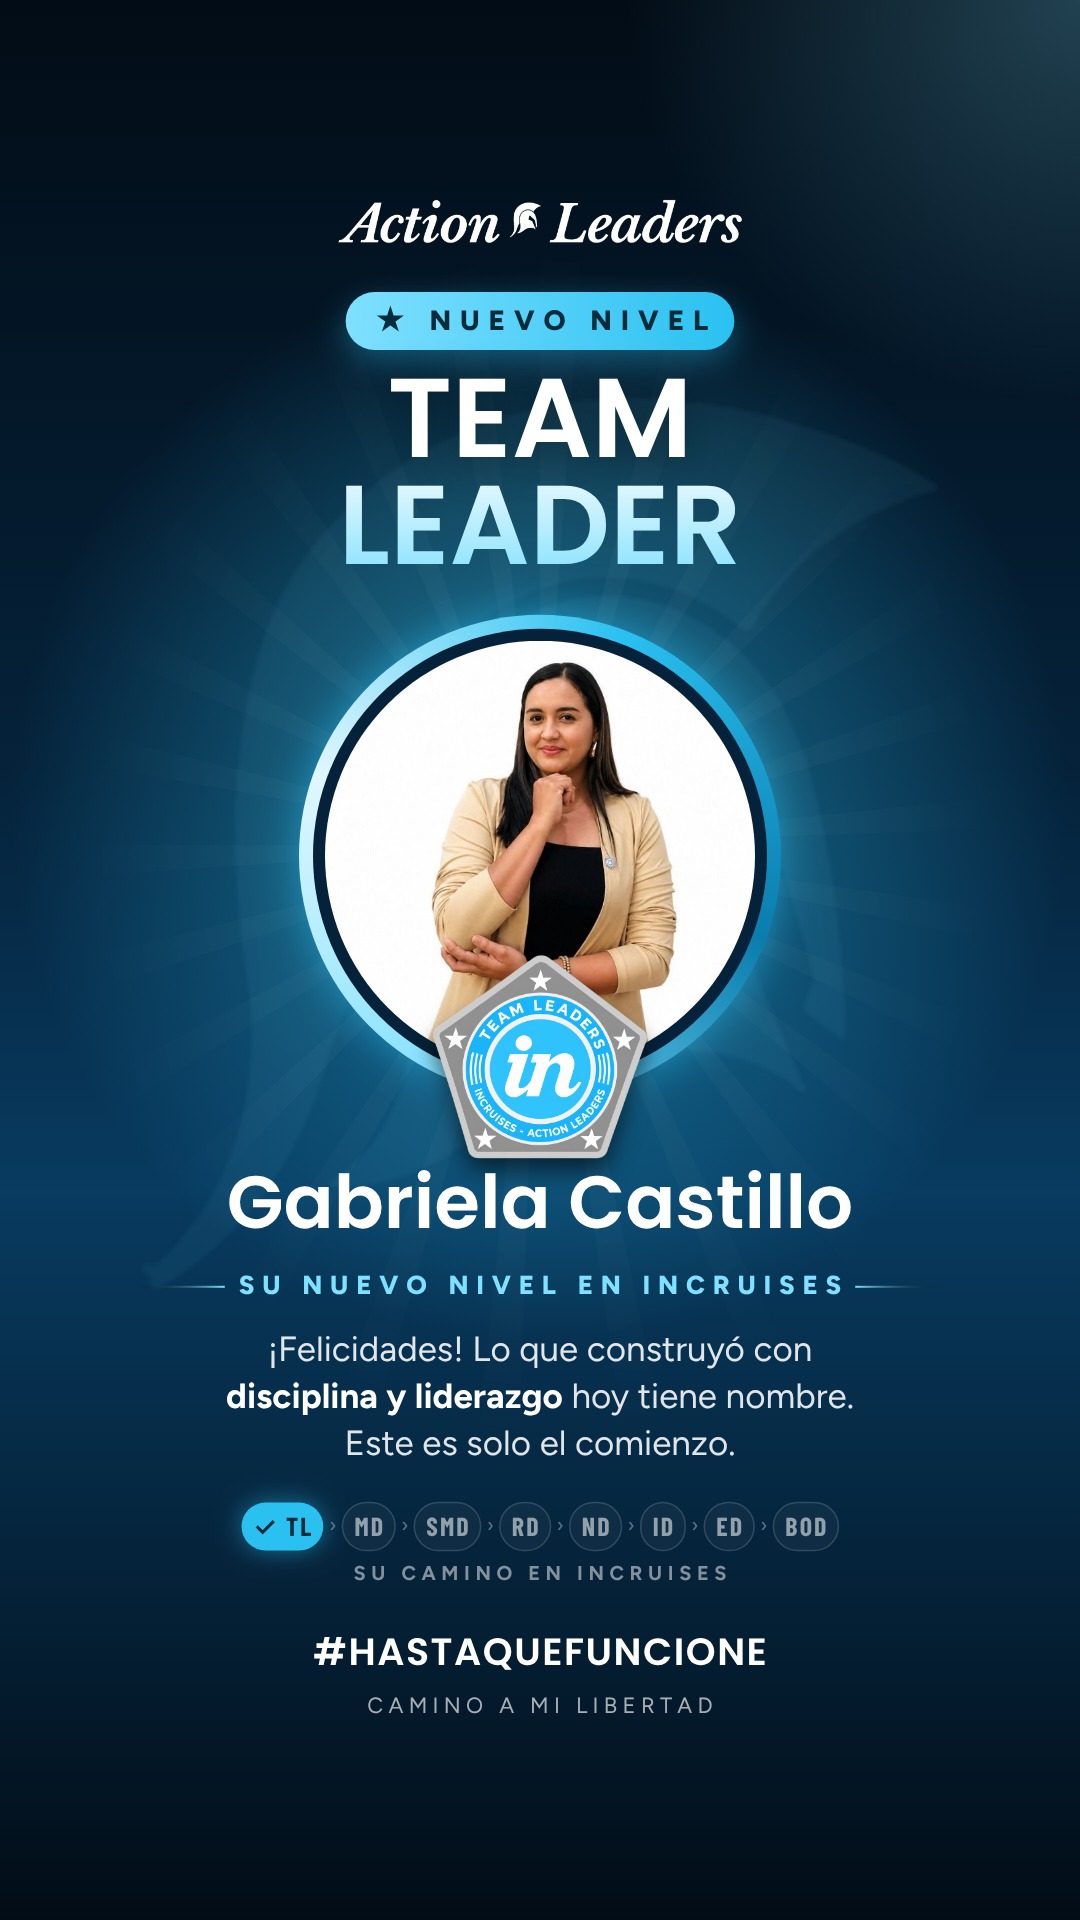 Action Leaders
★ NUEVO NIVEL
TEAM
LEADER
TEAM LEADERS
in
INCRUISES - ACTION LEADERS
Gabriela Castillo
SU NUEVO NIVEL EN INCRUISES
¡Felicidades! Lo que construyó con
disciplina y liderazgo hoy tiene nombre.
Este es solo el comienzo.
✓ TL › MD › SMD › RD › ND › ID › ED › BOD
SU CAMINO EN INCRUISES
#HASTAQUEFUNCIONE
CAMINO A MI LIBERTAD